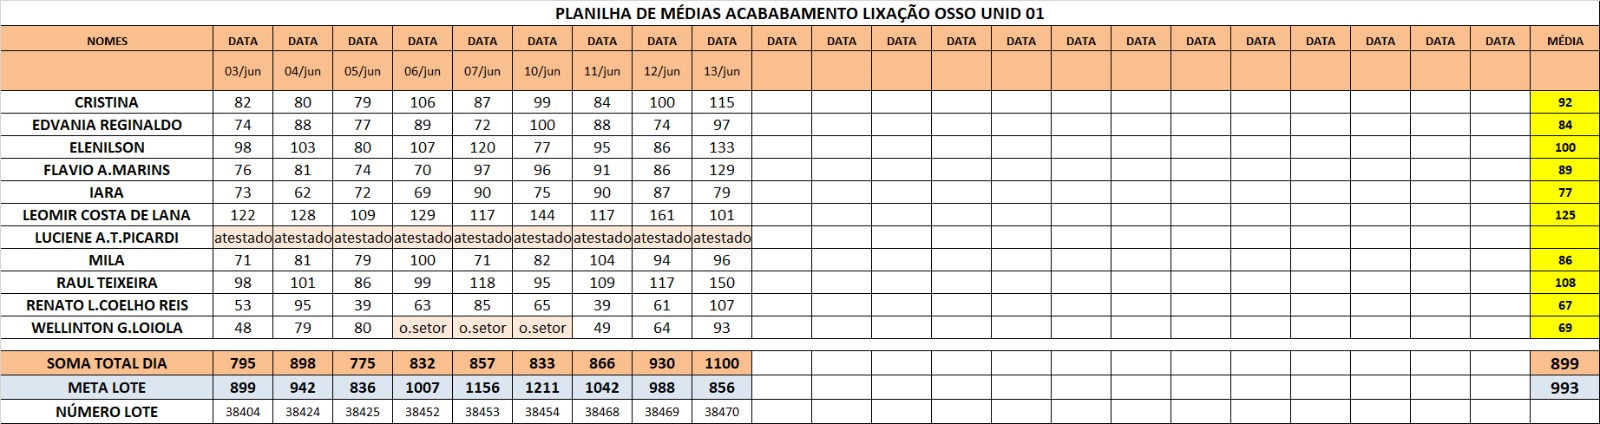 PLANILHA DE MÉDIAS ACABABAMENTO LIXAÇÃO OSSO UNID 01
NOMES DATA DATA DATA DATA DATA DATA DATA DATA DATA DATA DATA DATA DATA DATA DATA DATA DATA DATA DATA DATA DATA DATA MÉDIA
03/jun 04/jun 05/jun 06/jun 07/jun 10/jun 11/jun 12/jun 13/jun
CRISTINA 82 80 79 106 87 99 84 100 115 92
EDVANIA REGINALDO 74 88 77 89 72 100 88 74 97 84
ELENILSON 98 103 80 107 120 77 95 86 133 100
FLAVIO A.MARINS 76 81 74 70 97 96 91 86 129 89
IARA 73 62 72 69 90 75 90 87 79 77
LEOMIR COSTA DE LANA 122 128 109 129 117 144 117 161 101 125
LUCIENE A.T.PICARDI atestado atestado atestado atestado atestado atestado atestado atestado atestado
MILA 71 81 79 100 71 82 104 94 96 86
RAUL TEIXEIRA 98 101 86 99 118 95 109 117 150 108
RENATO L.COELHO REIS 53 95 39 63 85 65 39 61 107 67
WELLINTON G.LOIOLA 48 79 80 o.setor o.setor o.setor 49 64 93 69
SOMA TOTAL DIA 795 898 775 832 857 833 866 930 1100 899
META LOTE 899 942 836 1007 1156 1211 1042 988 856 993
NÚMERO LOTE 38404 38424 38425 38452 38453 38454 38468 38469 38470